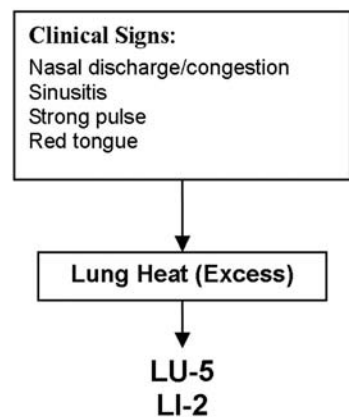 Clinical Signs:
Nasal discharge/congestion
Sinusitis
Strong pulse
Red tongue
Lung Heat (Excess)
LU-5
LI-2